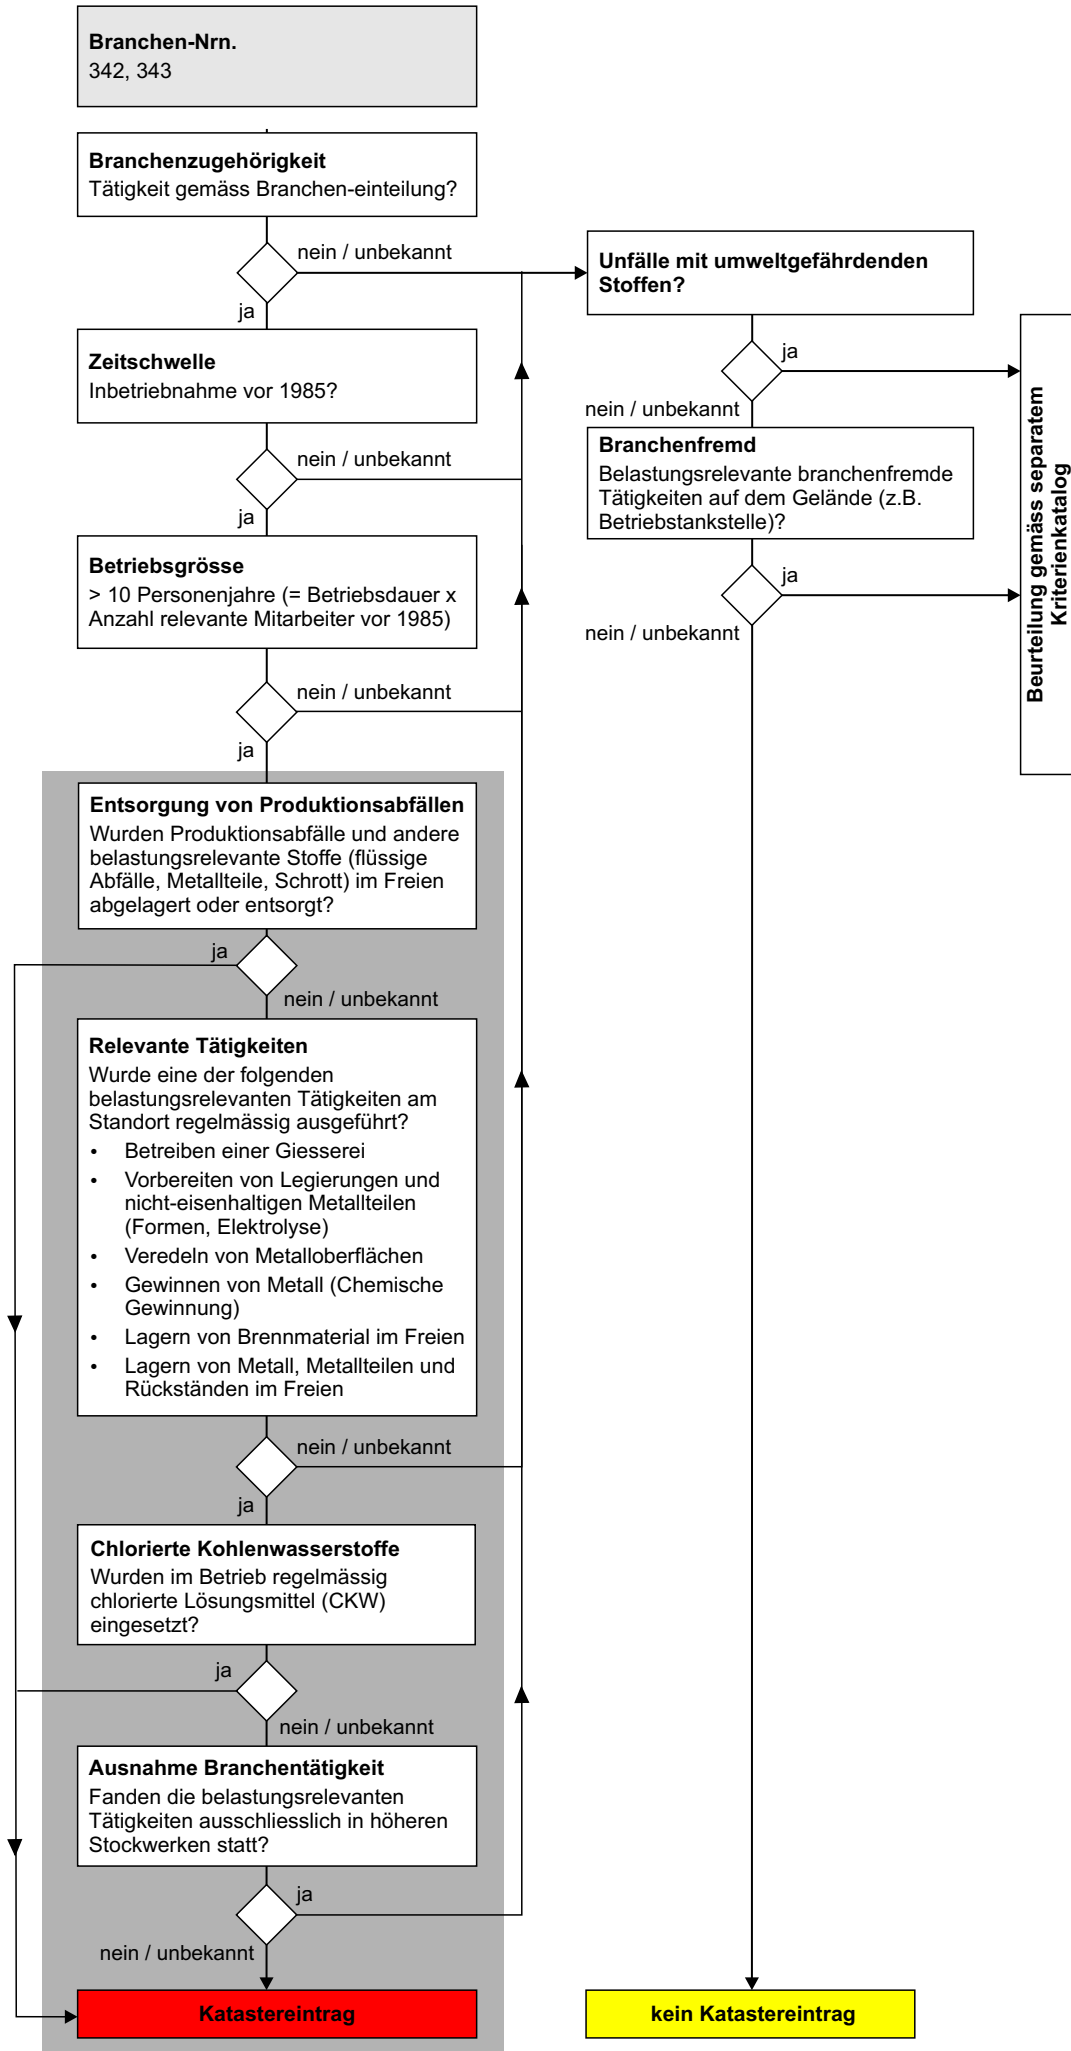 Branchen-Nrn.
342, 343
Branchenzugehörigkeit
Tätigkeit gemäss Branchen-einteilung?
nein / unbekannt
ja
Zeitschwelle
Inbetriebnahme vor 1985?
nein / unbekannt
ja
Betriebsgrösse
> 10 Personenjahre (= Betriebsdauer x
Anzahl relevante Mitarbeiter vor 1985)
nein / unbekannt
ja
Entsorgung von Produktionsabfällen
Wurden Produktionsabfälle und andere
belastungsrelevante Stoffe (flüssige
Abfälle, Metallteile, Schrott) im Freien
abgelagert oder entsorgt?
ja
nein / unbekannt
Relevante Tätigkeiten
Wurde eine der folgenden
belastungsrelevanten Tätigkeiten am
Standort regelmässig ausgeführt?
• Betreiben einer Giesserei
• Vorbereiten von Legierungen und
nicht-eisenhaltigen Metallteilen
(Formen, Elektrolyse)
• Veredeln von Metalloberflächen
• Gewinnen von Metall (Chemische
Gewinnung)
• Lagern von Brennmaterial im Freien
• Lagern von Metall, Metallteilen und
Rückständen im Freien
nein / unbekannt
ja
Chlorierte Kohlenwasserstoffe
Wurden im Betrieb regelmässig
chlorierte Lösungsmittel (CKW)
eingesetzt?
ja
nein / unbekannt
Ausnahme Branchentätigkeit
Fanden die belastungsrelevanten
Tätigkeiten ausschliesslich in höheren
Stockwerken statt?
ja
nein / unbekannt
Katastereintrag
Unfälle mit umweltgefährdenden
Stoffen?
ja
nein / unbekannt
Branchenfremd
Belastungsrelevante branchenfremde
Tätigkeiten auf dem Gelände (z.B.
Betriebstankstelle)?
ja
nein / unbekannt
kein Katastereintrag
Beurteilung gemäss separatem
Kriterienkatalog